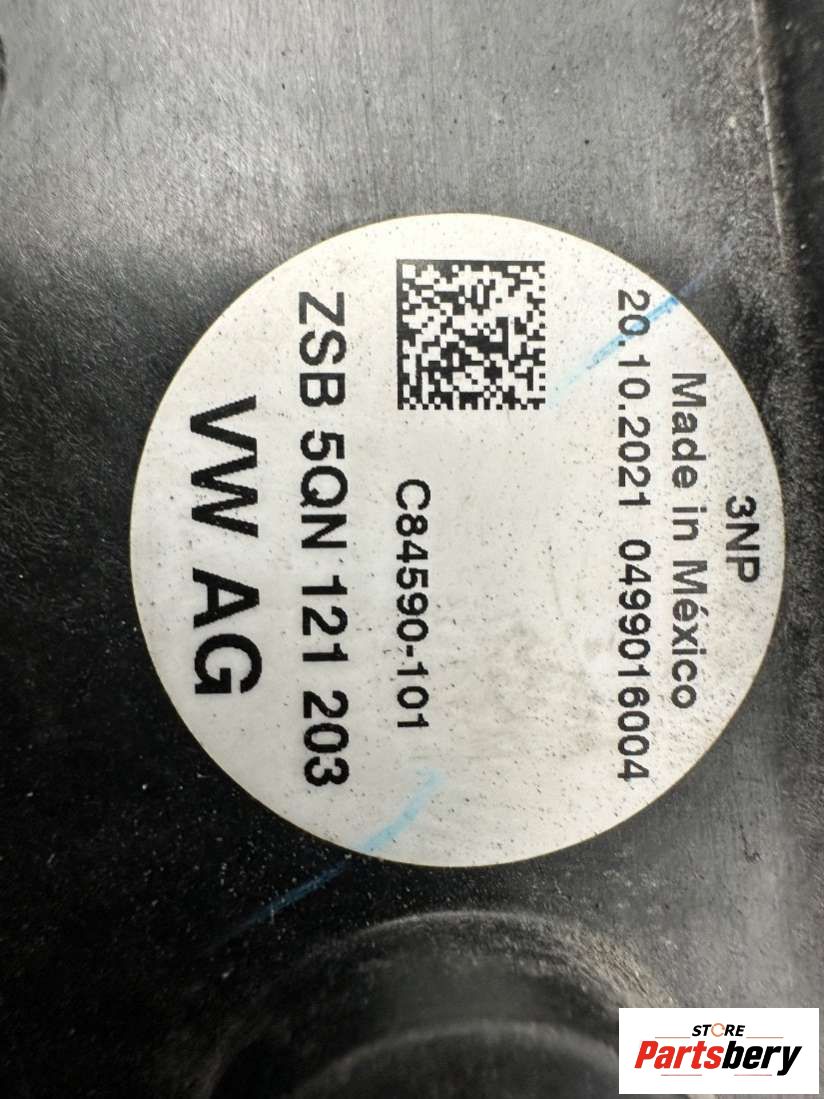 3NP
Made in México
20.10.2021 0499016004
C84590-101
ZSB 5QN 121 203
VW AG
STORE
Partsbery